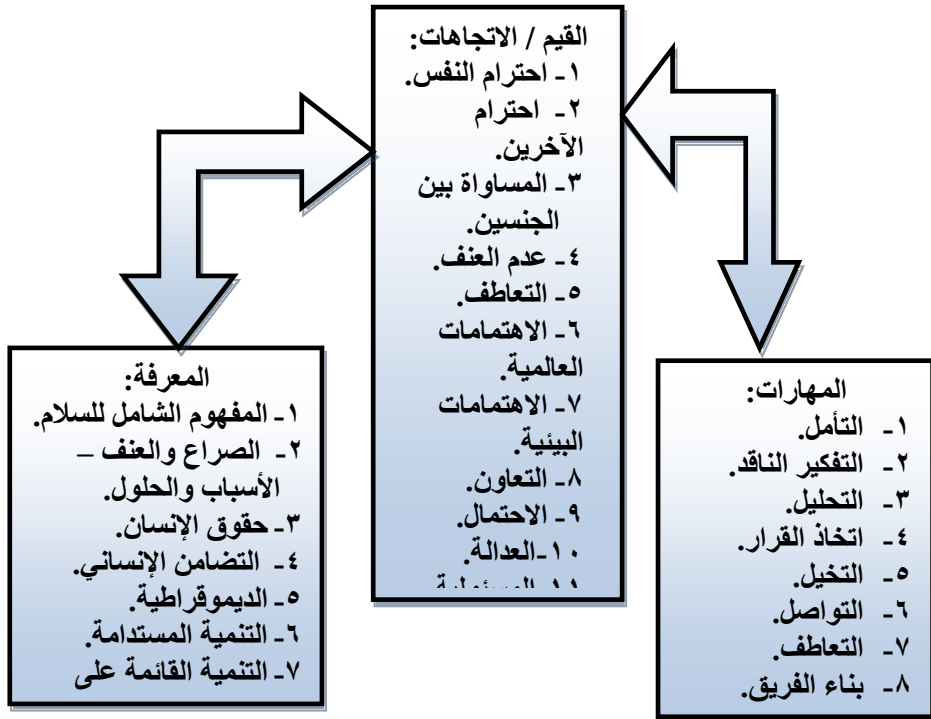 القيم / الاتجاهات:
١- احترام النفس.
٢- احترام
الآخرين.
٣- المساواة بين
الجنسين.
٤- عدم العنف.
٥- التعاطف.
٦- الاهتمامات
العالمية.
٧- الاهتمامات
البيئية.
٨- التعاون.
٩- الاحتمال.
١٠-العدالة.
المعرفة:
١- المفهوم الشامل للسلام.
٢- الصراع والعنف –
الأسباب والحلول.
٣- حقوق الإنسان.
٤- التضامن الإنساني.
٥- الديموقراطية.
٦- التنمية المستدامة.
٧- التنمية القائمة على
المهارات:
١- التأمل.
٢- التفكير الناقد.
٣- التحليل.
٤- اتخاذ القرار.
٥- التخيل.
٦- التواصل.
٧- التعاطف.
٨- بناء الفريق.